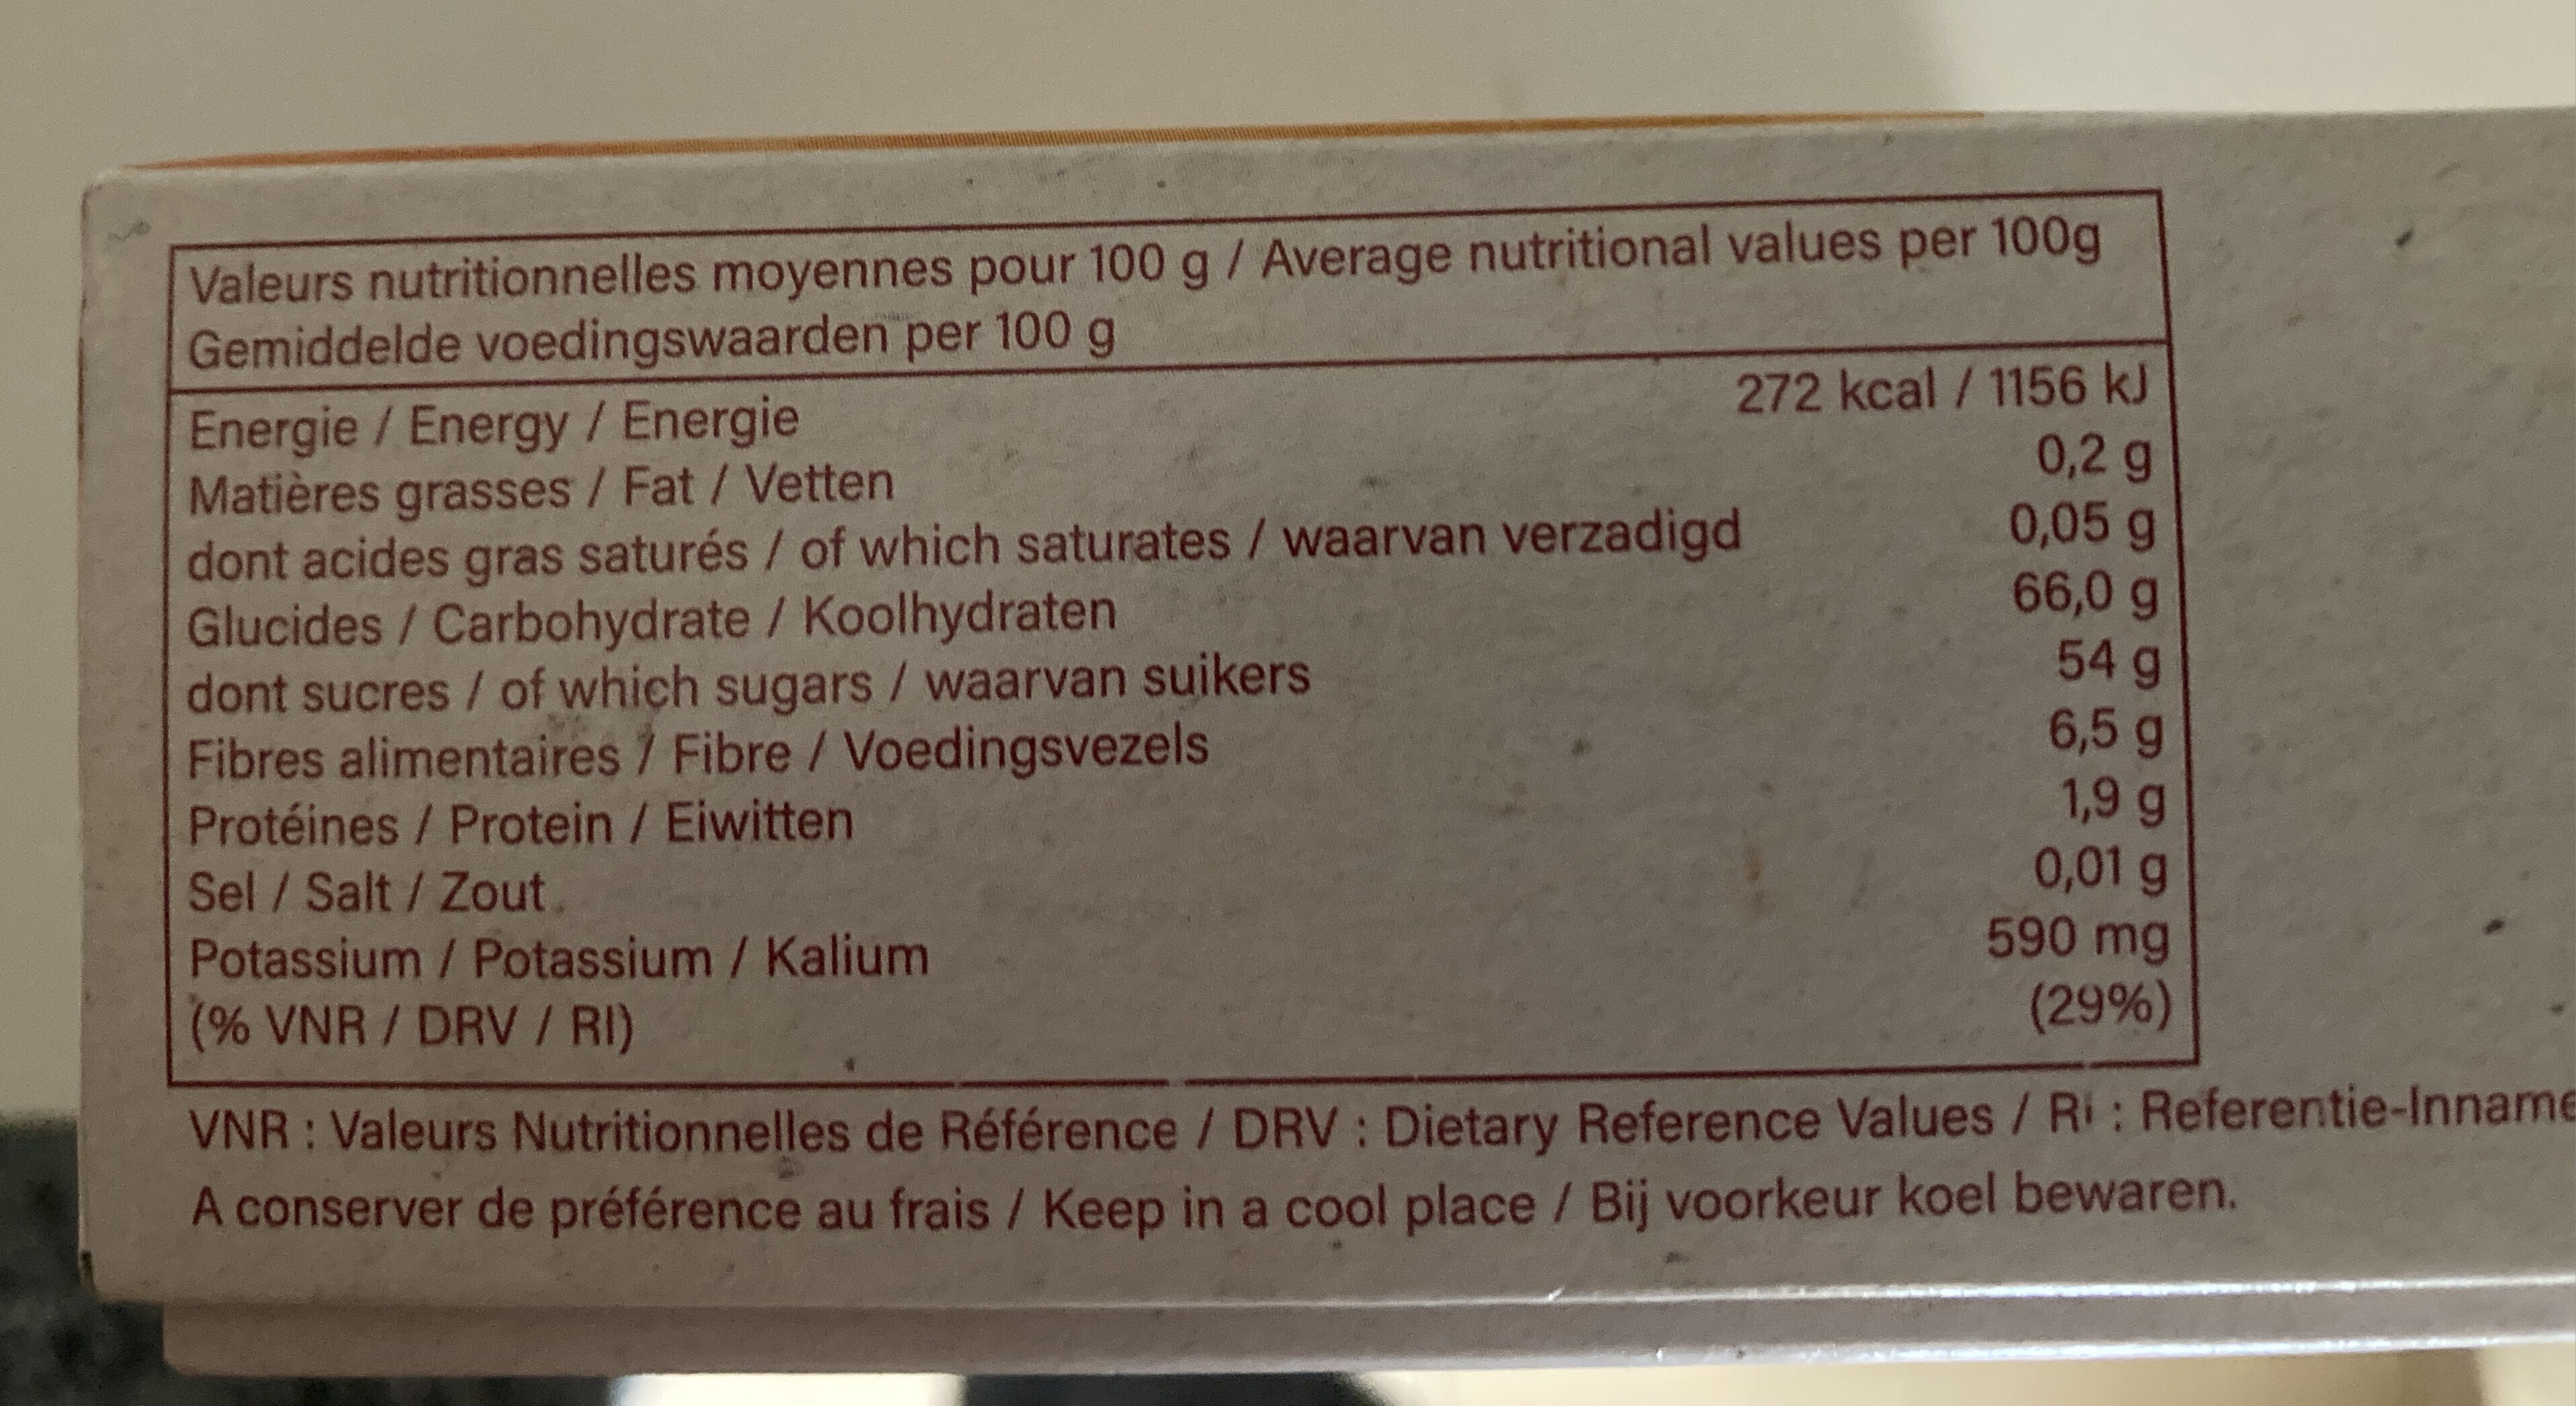 Valeurs nutritionnelles moyennes pour 100 g / Average nutritional values per 100g
Gemiddelde voedingswaarden per 100 g
Energie / Energy / Energie 272 kcal / 1156 kJ
Matières grasses / Fat / Vetten 0,2 g
dont acides gras saturés / of which saturates / waarvan verzadigd 0,05 g
Glucides / Carbohydrate / Koolhydraten 66,0 g
dont sucres / of which sugars / waarvan suikers 54 g
Fibres alimentaires / Fibre / Voedingsvezels 6,5 g
Protéines / Protein / Eiwitten 1,9 g
Sel / Salt / Zout 0,01 g
Potassium / Potassium / Kalium 590 mg
(% VNR / DRV / RI) (29%)
VNR : Valeurs Nutritionnelles de Référence / DRV : Dietary Reference Values / RI : Referentie-Inname
A conserver de préférence au frais / Keep in a cool place / Bij voorkeur koel bewaren.